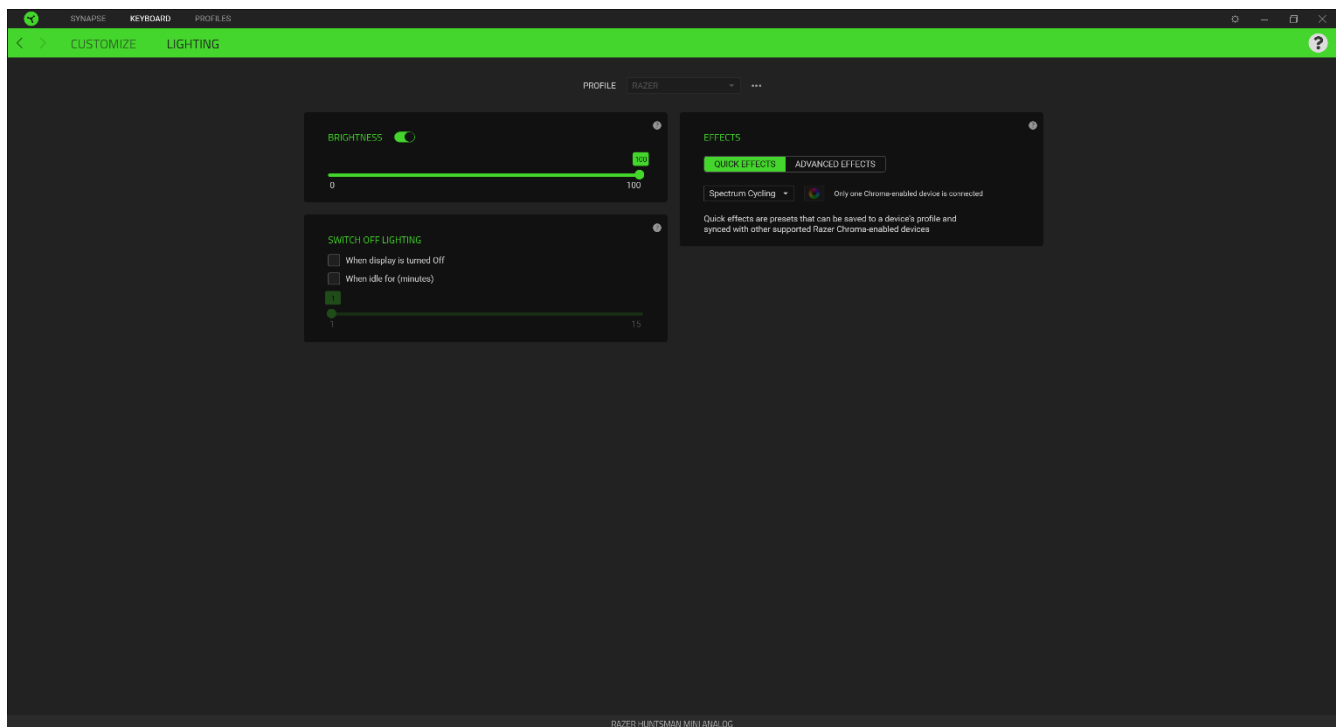 SYNAPSE KEYBOARD PROFILES
CUSTOMIZE LIGHTING
?
PROFILE RAZER
BRIGHTNESS
?
100
0 100
SWITCH OFF LIGHTING
?
When display is turned Off
When idle for (minutes)
1
1 15
EFFECTS
?
QUICK EFFECTS ADVANCED EFFECTS
Spectrum Cycling Only one Chroma-enabled device is connected
Quick effects are presets that can be saved to a device's profile and
synced with other supported Razer Chroma-enabled devices
RAZER HUNTSMAN MINI ANALOG